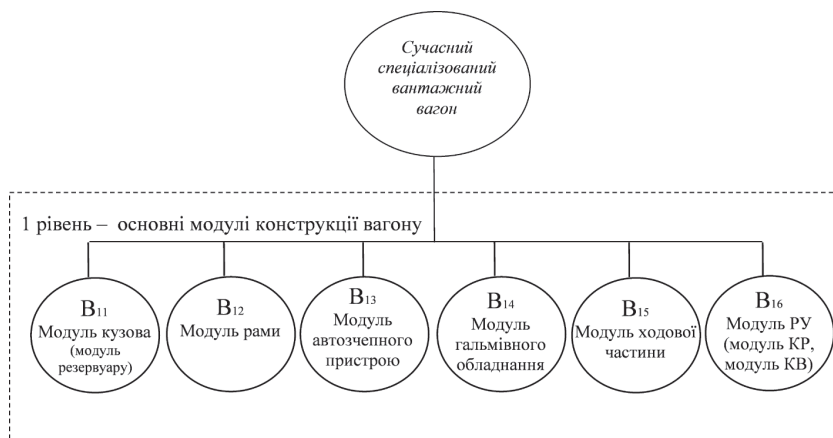 Сучасний
спеціалізований
вантажний
вагон
1 рівень – основні модулі конструкції вагону
В11
Модуль кузова
(модуль
резервуару)
В12
Модуль рами
В13
Модуль
автозчепного
пристрою
В14
Модуль
гальмівного
обладнання
В15
Модуль ходової
частини
В16
Модуль РУ
(модуль КР,
модуль КВ)